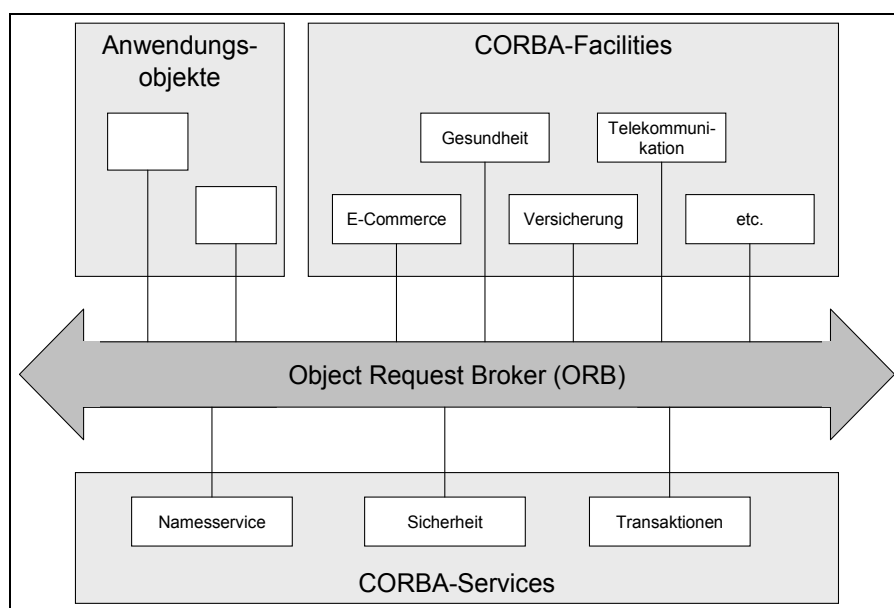 Anwendungs-
objekte
CORBA-Facilities
Gesundheit
Telekommuni-
kation
E-Commerce
Versicherung
etc.
Object Request Broker (ORB)
Namesservice
Sicherheit
Transaktionen
CORBA-Services